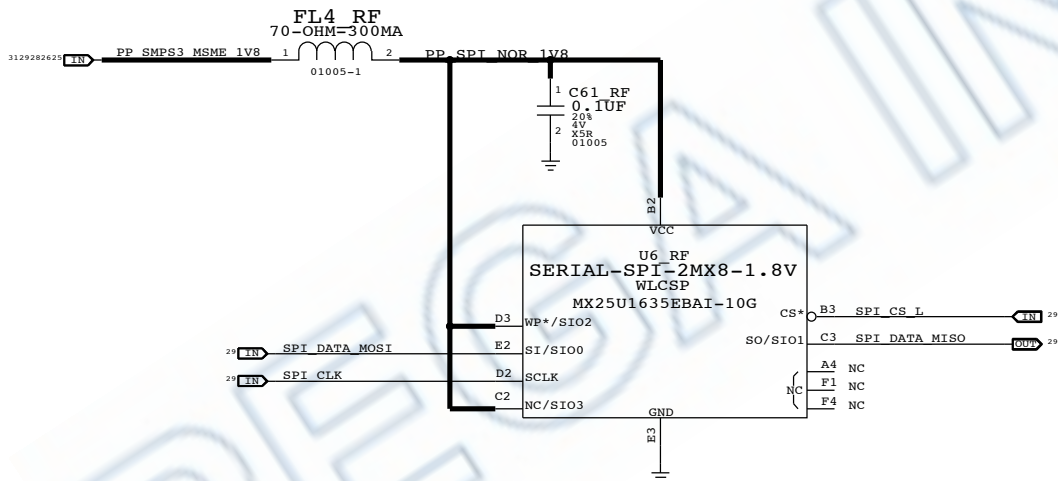 FL4_RF
70-OHM-300MA
3129282625 IN PP_SMPS3_MSME_1V8 1 2 PP_SPI_NOR_1V8
01005-1
1 C61_RF
0.1UF
20%
4V
2 X5R
01005
B2
VCC
U6_RF
SERIAL-SPI-2MX8-1.8V
WLCSP
MX25U1635EBAI-10G
D3 WP*/SIO2
29 IN SPI_DATA_MOSI E2 SI/SIO0
29 IN SPI_CLK D2 SCLK
C2 NC/SIO3
CS* B3 SPI_CS_L IN 29
SO/SIO1 C3 SPI_DATA_MISO OUT 29
A4 NC
NC F1 NC
F4 NC
GND
E3